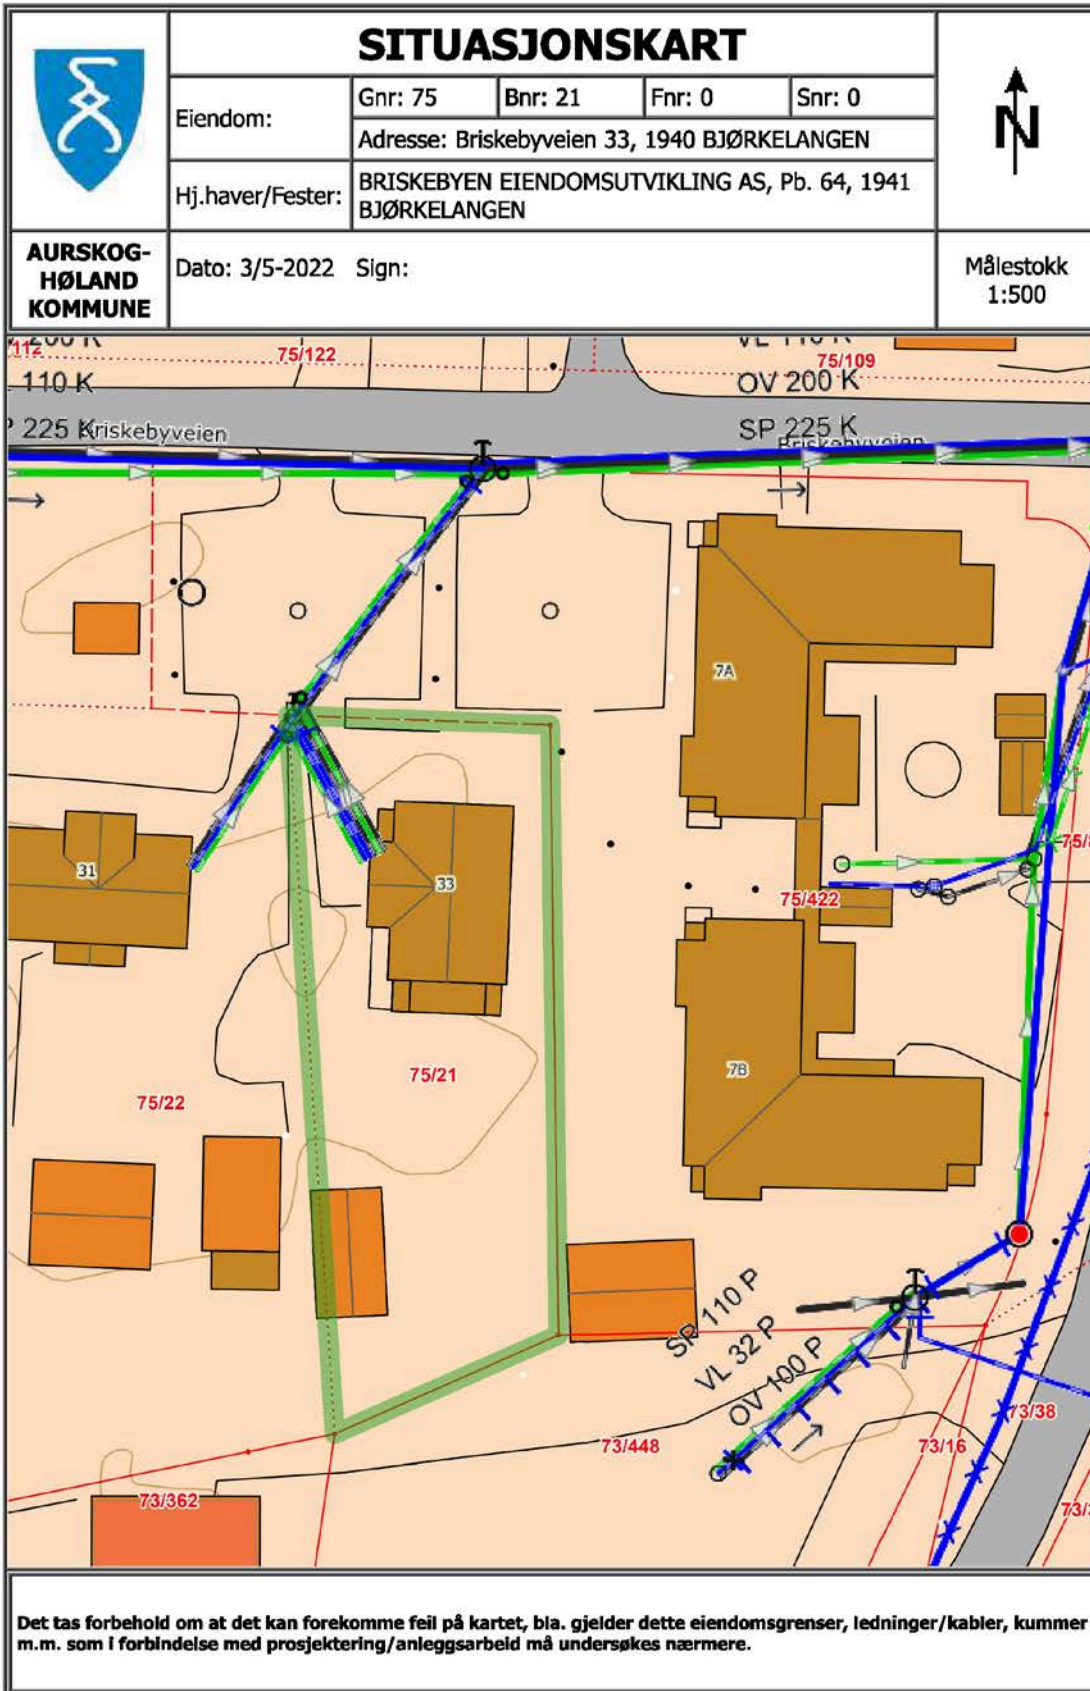 SITUASJONSKART
Eiendom:
Gnr: 75
Bnr: 21
Fnr: 0
Snr: 0
Adresse: Briskebyveien 33, 1940 BJØRKELANGEN
Hj.haver/Fester:
BRISKEBYEN EIENDOMSUTVIKLING AS, Pb. 64, 1941
BJØRKELANGEN
N
AURSKOG-
HØLAND
KOMMUNE
Dato: 3/5-2022 Sign:
Målestokk
1:500
200 K
VL 110 K
112
75/122
75/109
110 K
OV 200 K
225 K
Briskebyveien
SP 225 K
Briskebyveien
7A
31
33
75/422
7B
75/21
75/22
SP 110 P
VL 32 P
OV 100 P
73/38
73/448
73/16
73/362
Det tas forbehold om at det kan forekomme feil på kartet, bla. gjelder dette eiendomsgrenser, ledninger/kabler, kummer
m.m. som i forbindelse med prosjektering/anleggsarbeid må undersøkes nærmere.